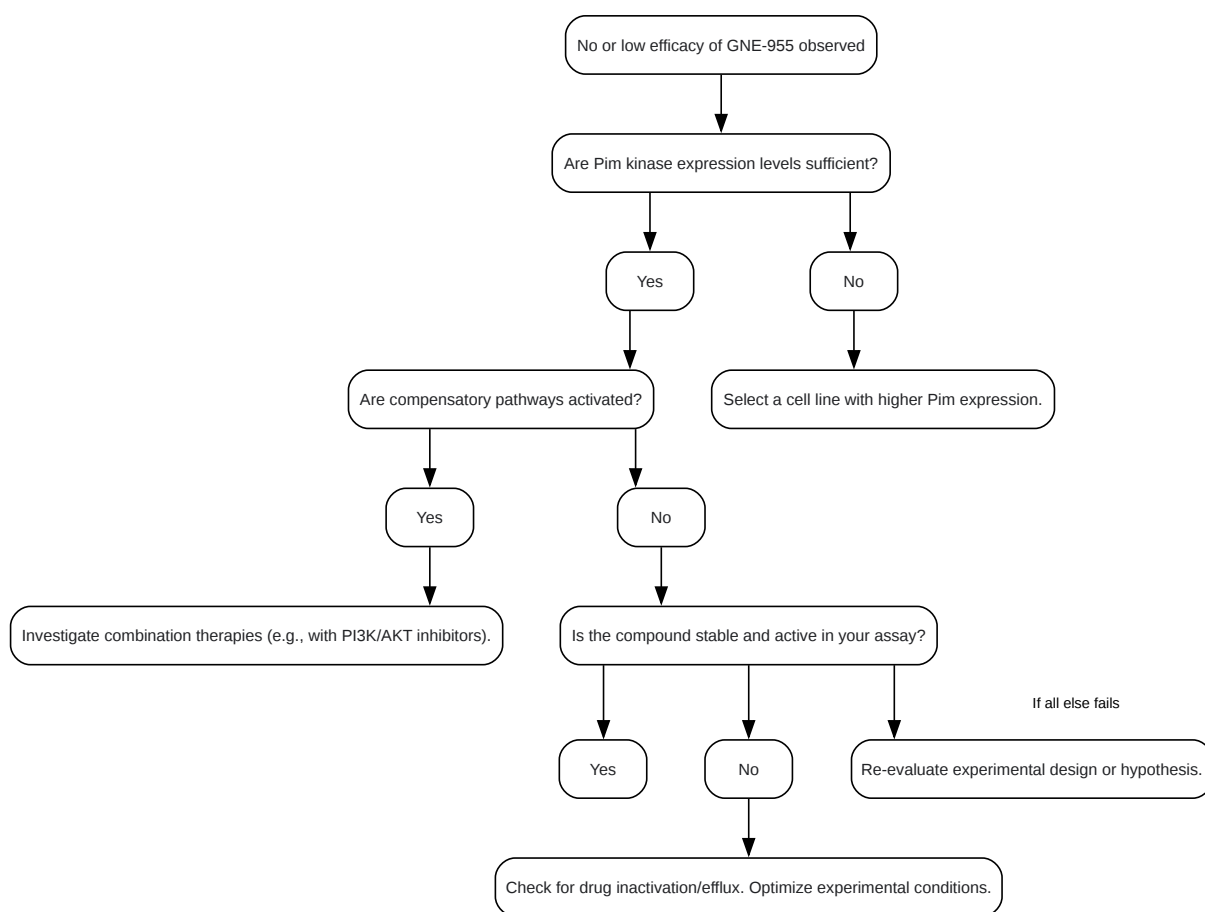 No or low efficacy of GNE-955 observed
Are Pim kinase expression levels sufficient?
Yes
No
Are compensatory pathways activated?
Select a cell line with higher Pim expression.
Yes
No
Investigate combination therapies (e.g., with PI3K/AKT inhibitors).
Is the compound stable and active in your assay?
If all else fails
Yes
No
Re-evaluate experimental design or hypothesis.
Check for drug inactivation/efflux. Optimize experimental conditions.